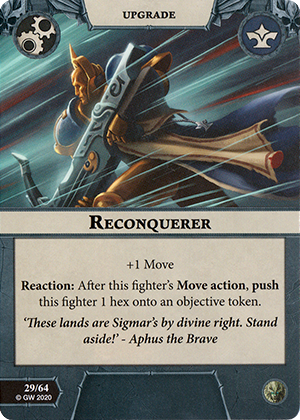 UPGRADE
RECONQUERER
+1 Move
Reaction: After this fighter's Move action, push
this fighter 1 hex onto an objective token.
'These lands are Sigmar's by divine right. Stand
aside!' - Aphus the Brave
29/64
© GW 2020